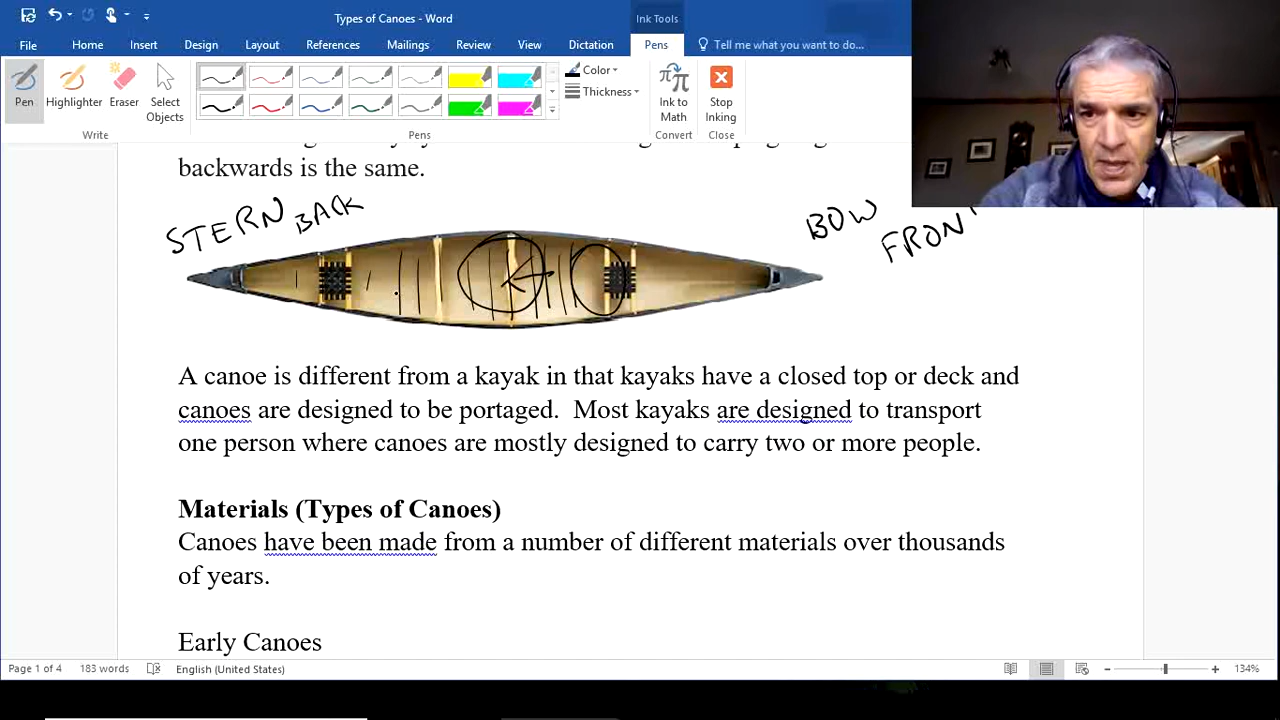 Types of Canoes - Word
Ink Tools
File Home Insert Design Layout References Mailings Review View Dictation Pens Tell me what you want to do...
Pen Highlighter Eraser Select Objects
Color
Thickness
Ink to Math
Stop Inking
Write Pens Convert Close
backwards is the same.
STERN BACK
BOW FRONT
A canoe is different from a kayak in that kayaks have a closed top or deck and
canoes are designed to be portaged. Most kayaks are designed to transport
one person where canoes are mostly designed to carry two or more people.
Materials (Types of Canoes)
Canoes have been made from a number of different materials over thousands
of years.
Early Canoes
Page 1 of 4 183 words English (United States) 134%